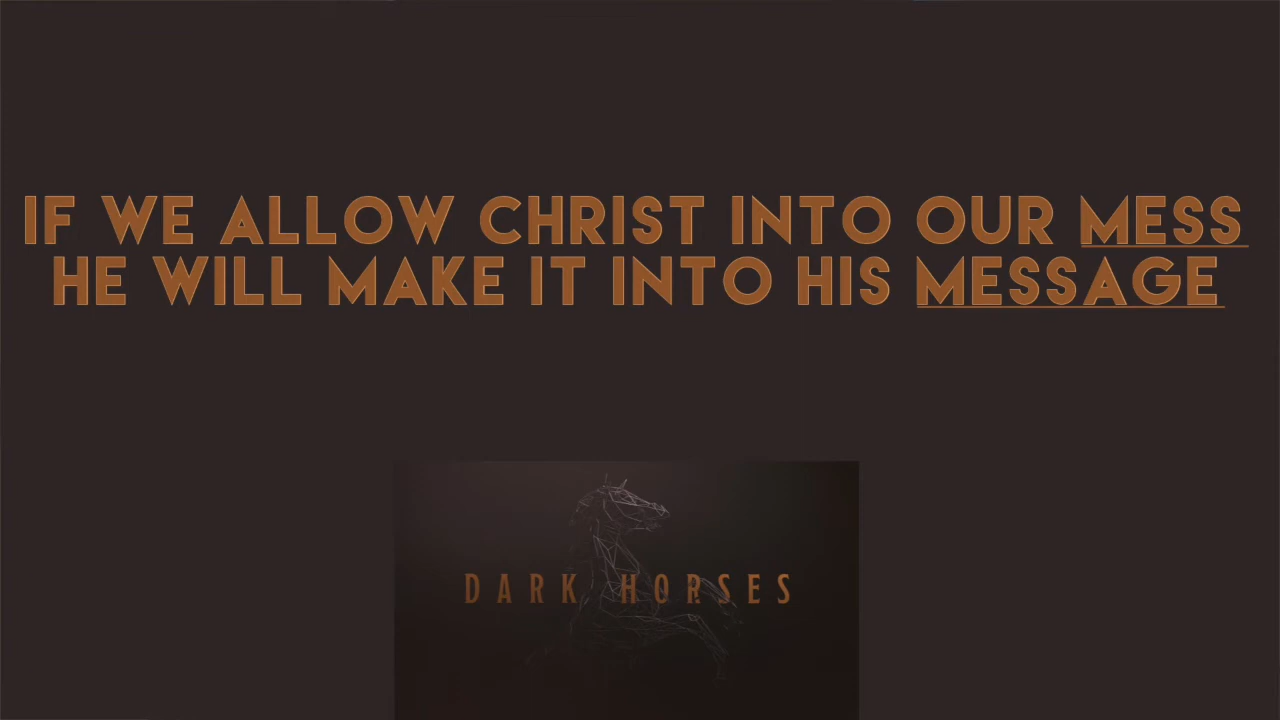 IF WE ALLOW CHRIST INTO OUR MESS
HE WILL MAKE IT INTO HIS MESSAGE
DARK HORSES